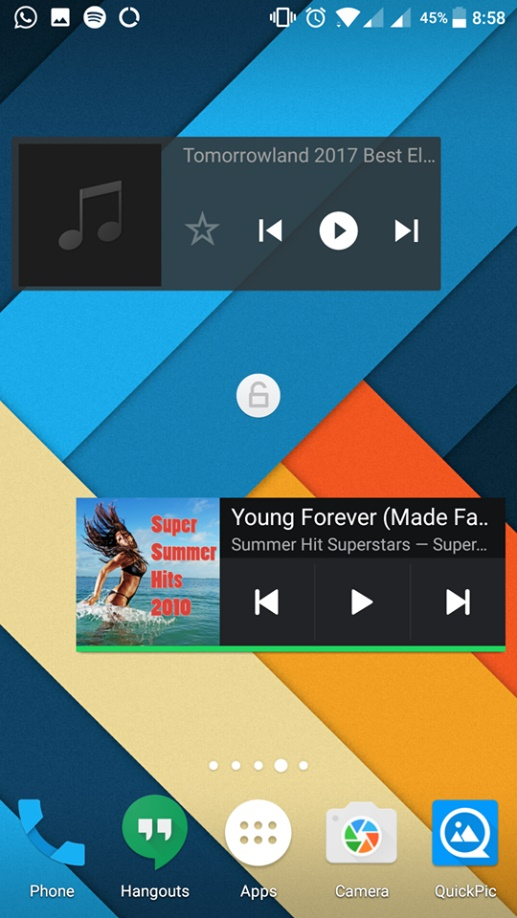 45% 8:58
Tomorrowland 2017 Best El...
Super
Summer
Hits
2010
Young Forever (Made Fa..
Summer Hit Superstars — Super...
Phone Hangouts Apps Camera QuickPic